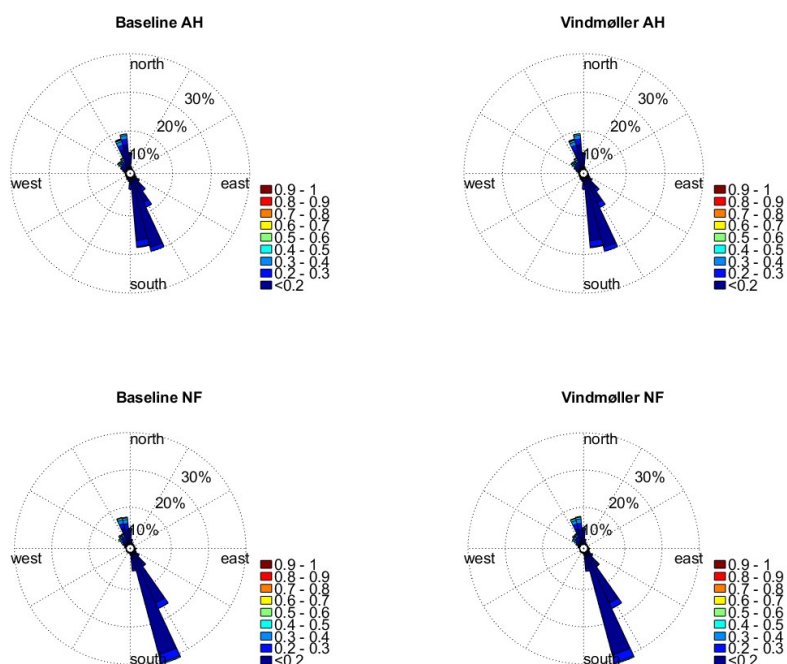 Baseline AH
north
30%
20%
10%
west
east
south
0.9 - 1
0.8 - 0.9
0.7 - 0.8
0.6 - 0.7
0.5 - 0.6
0.4 - 0.5
0.3 - 0.4
0.2 - 0.3
<0.2
Vindmøller AH
north
30%
20%
10%
west
east
south
0.9 - 1
0.8 - 0.9
0.7 - 0.8
0.6 - 0.7
0.5 - 0.6
0.4 - 0.5
0.3 - 0.4
0.2 - 0.3
<0.2
Baseline NF
north
30%
20%
10%
west
east
south
0.9 - 1
0.8 - 0.9
0.7 - 0.8
0.6 - 0.7
0.5 - 0.6
0.4 - 0.5
0.3 - 0.4
0.2 - 0.3
<0.2
Vindmøller NF
north
30%
20%
10%
west
east
south
0.9 - 1
0.8 - 0.9
0.7 - 0.8
0.6 - 0.7
0.5 - 0.6
0.4 - 0.5
0.3 - 0.4
0.2 - 0.3
<0.2